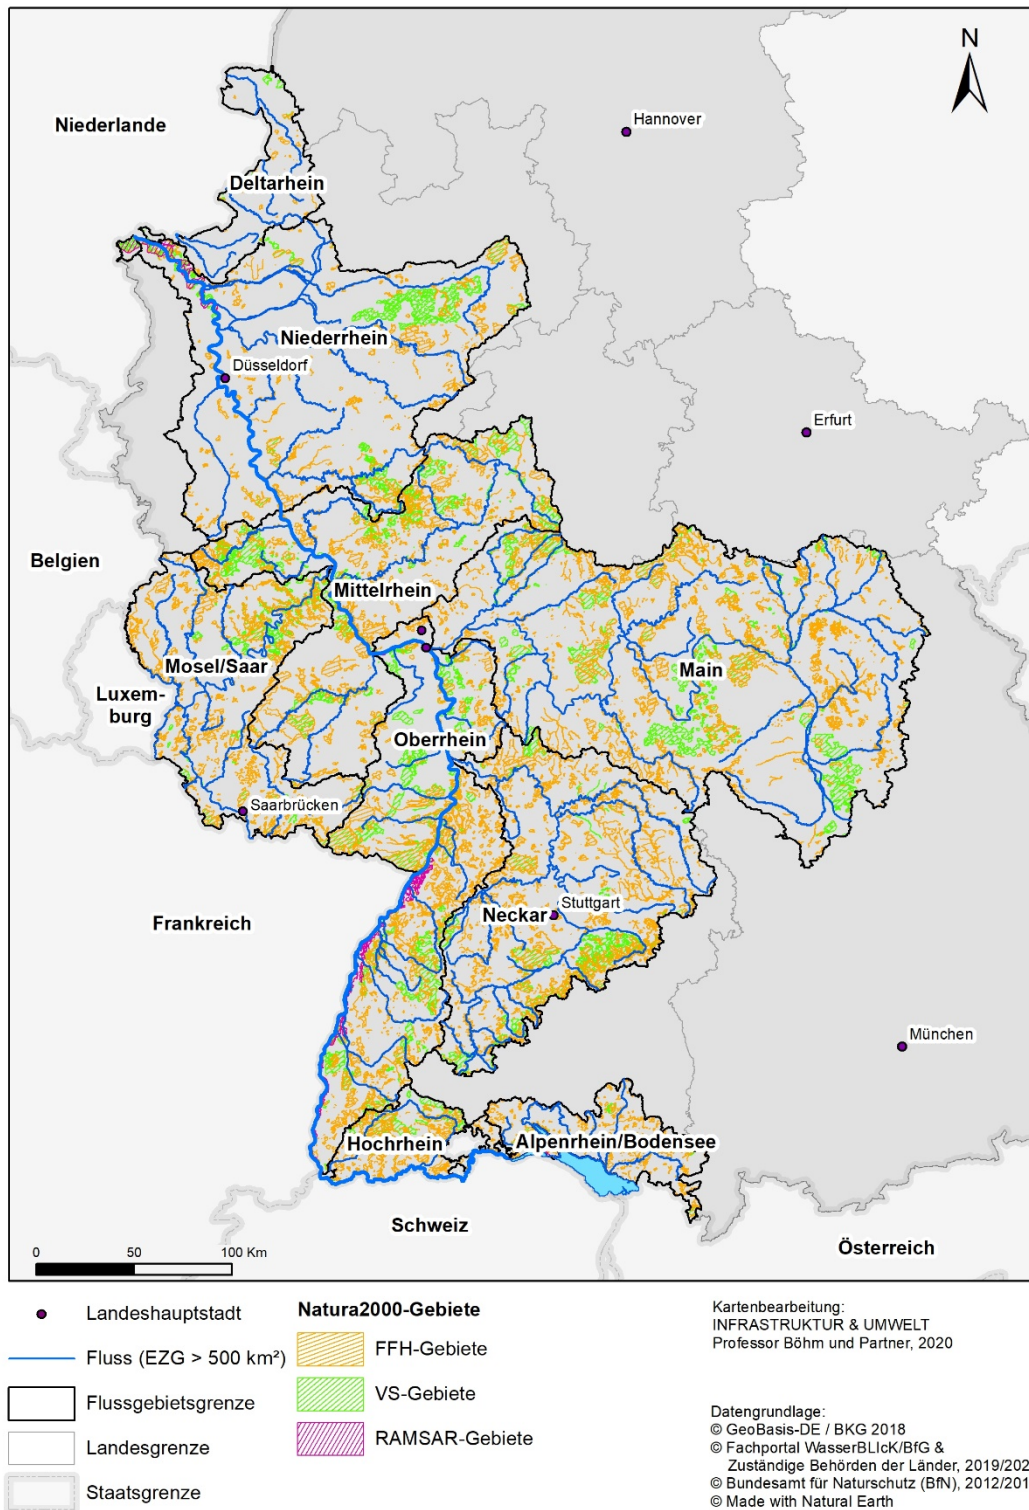 N
Niederlande
Hannover
Deltarhein
Niederrhein
Düsseldorf
Erfurt
Belgien
Mittelrhein
Mosel/Saar
Main
Luxem-
burg
Oberrhein
Saarbrücken
Frankreich
Neckar
Stuttgart
München
Hochrhein
Alpenrhein/Bodensee
Schweiz
Österreich
0 50 100 Km
Landeshauptstadt
Fluss (EZG > 500 km²)
Flussgebietsgrenze
Landesgrenze
Staatsgrenze
Natura2000-Gebiete
FFH-Gebiete
VS-Gebiete
RAMSAR-Gebiete
Kartenbearbeitung:
INFRASTRUKTUR & UMWELT
Professor Böhm und Partner, 2020
Datengrundlage:
© GeoBasis-DE / BKG 2018
© Fachportal WasserBLIcK/BfG &
Zuständige Behörden der Länder, 2019/202
© Bundesamt für Naturschutz (BfN), 2012/201
© Made with Natural Earth